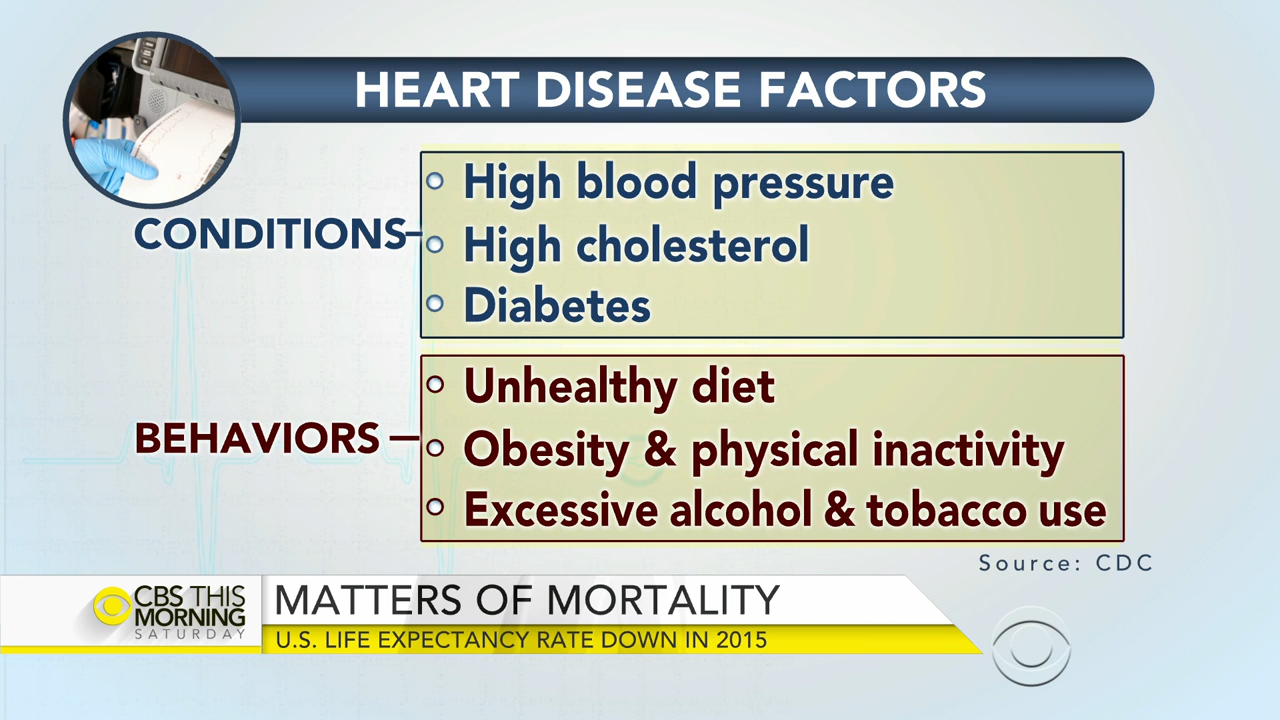 HEART DISEASE FACTORS
CONDITIONS
High blood pressure
High cholesterol
Diabetes
BEHAVIORS
Unhealthy diet
Obesity & physical inactivity
Excessive alcohol & tobacco use
Source: CDC
CBS THIS
MORNING
SATURDAY
MATTERS OF MORTALITY
U.S. LIFE EXPECTANCY RATE DOWN IN 2015